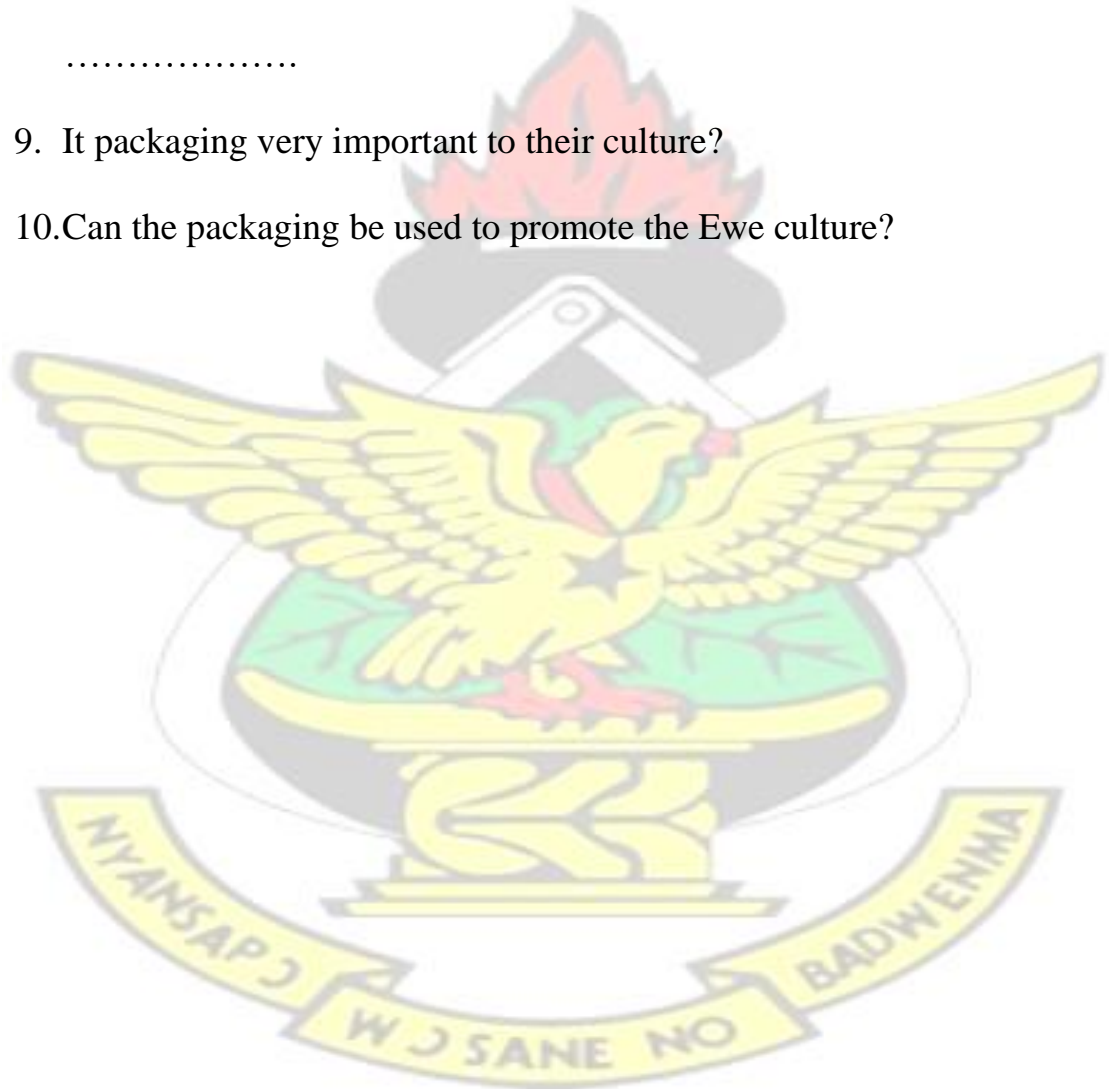 ……………….
9. It packaging very important to their culture?
10.Can the packaging be used to promote the Ewe culture?
NYANSAPƆ
WƆSANE NO
BADWENMA